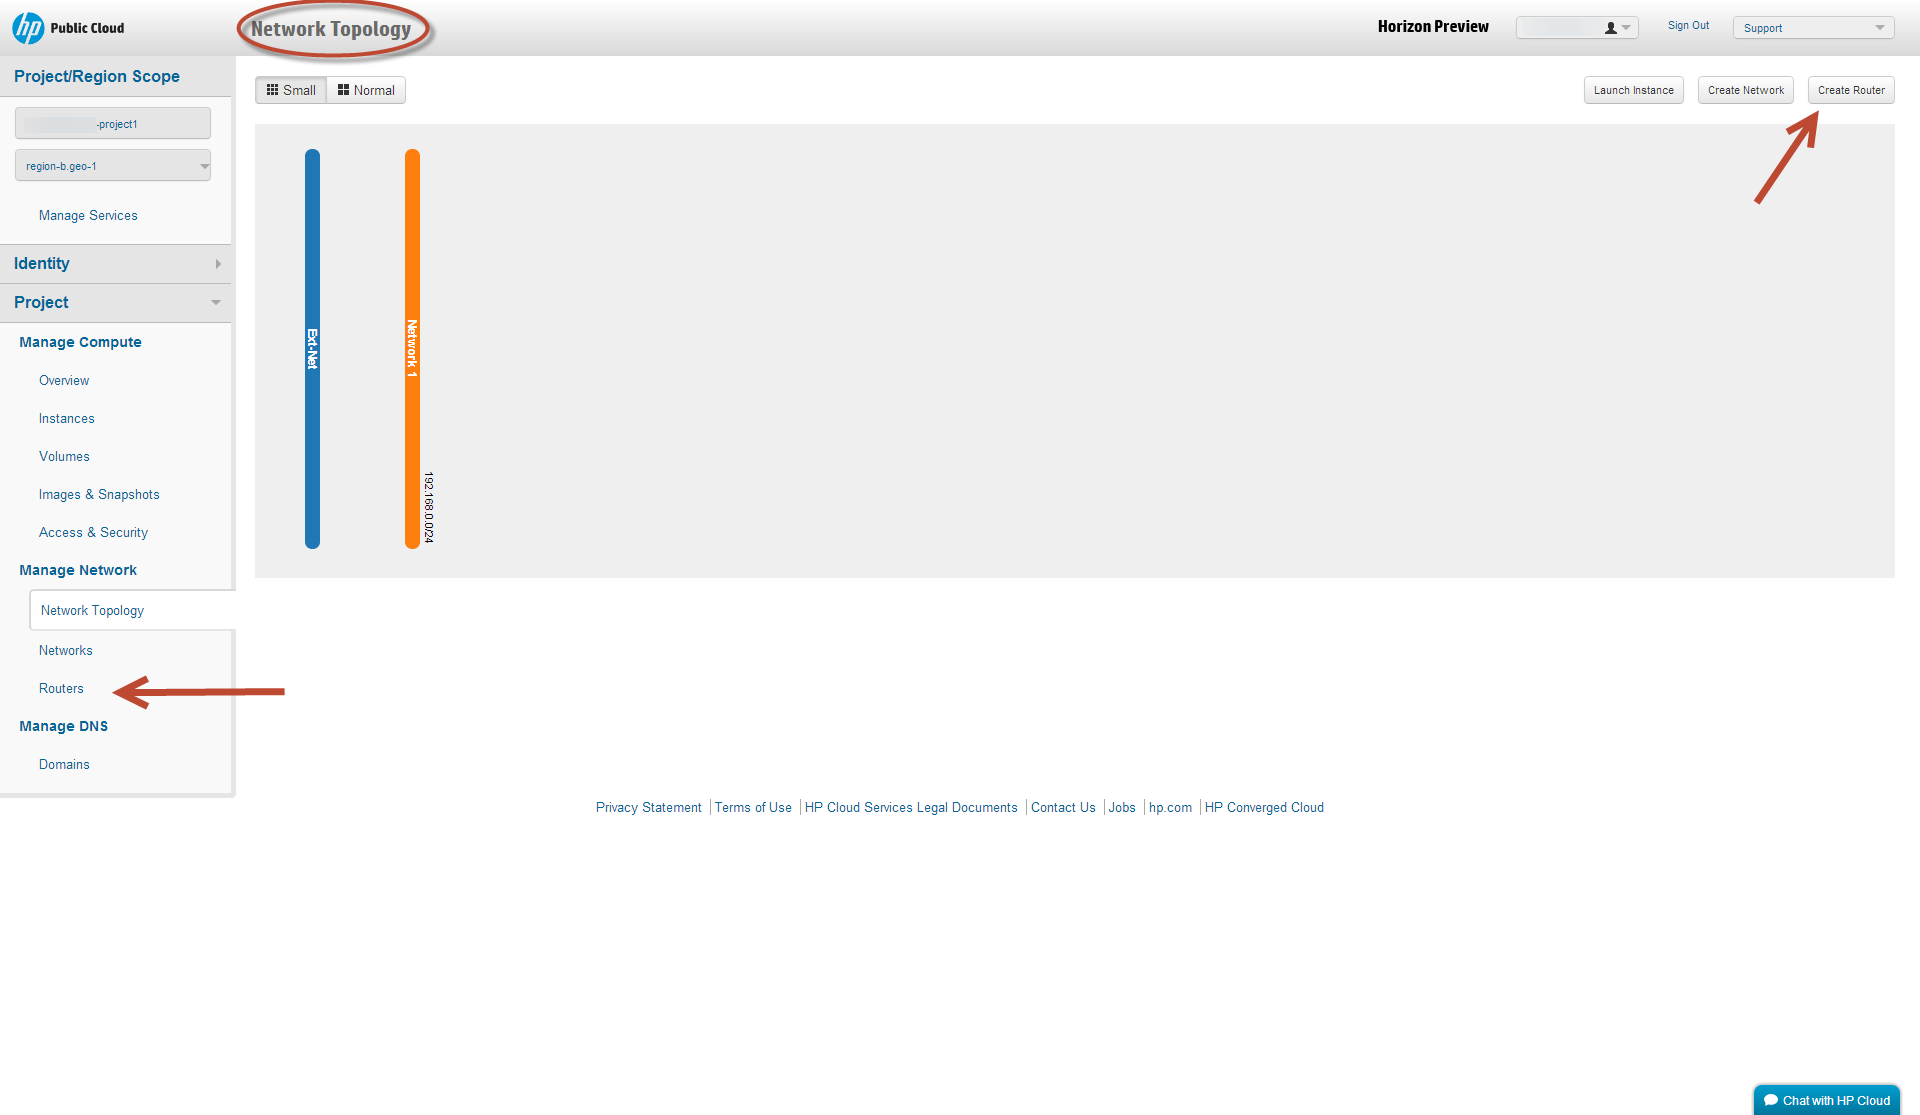 hp Public Cloud
Network Topology
Horizon Preview
Sign Out
Support
Project/Region Scope
-project1
region-b.geo-1
Manage Services
Identity
Project
Manage Compute
Overview
Instances
Volumes
Images & Snapshots
Access & Security
Manage Network
Network Topology
Networks
Routers
Manage DNS
Domains
Small
Normal
Launch Instance
Create Network
Create Router
Ext-Net
Network 1
192.168.0.0/24
Privacy Statement | Terms of Use | HP Cloud Services Legal Documents | Contact Us | Jobs | hp.com | HP Converged Cloud
Chat with HP Cloud